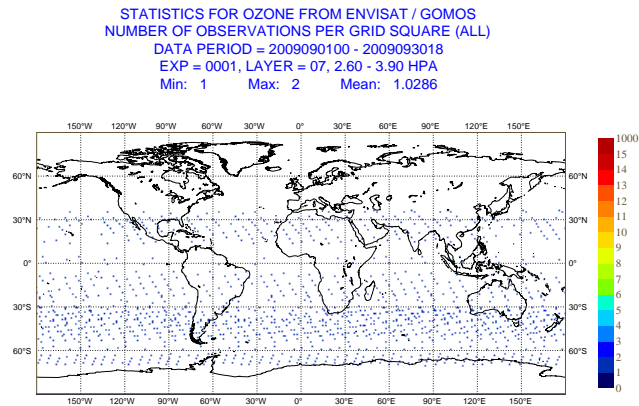 STATISTICS FOR OZONE FROM ENVISAT / GOMOS
NUMBER OF OBSERVATIONS PER GRID SQUARE (ALL)
DATA PERIOD = 2009090100 - 2009093018
EXP = 0001, LAYER = 07, 2.60 - 3.90 HPA
Min: 1 Max: 2 Mean: 1.0286
150°W 120°W 90°W 60°W 30°W 0°E 30°E 60°E 90°E 120°E 150°E
60°N 60°N
30°N 30°N
0° 0°
30°S 30°S
60°S 60°S
150°W 120°W 90°W 60°W 30°W 0°E 30°E 60°E 90°E 120°E 150°E
1000
15
14
13
12
11
10
9
8
7
6
5
4
3
2
1
0